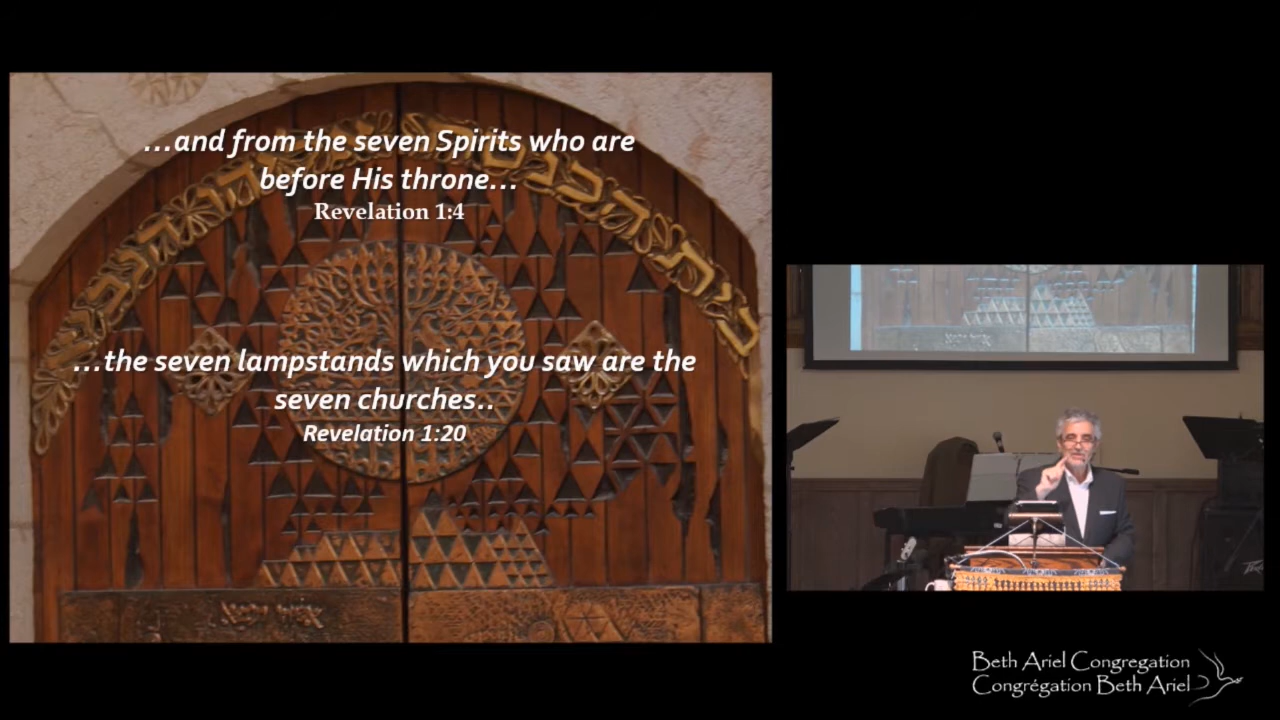 …and from the seven Spirits who are
before His throne…
Revelation 1:4
…the seven lampstands which you saw are the
seven churches..
Revelation 1:20
Beth Ariel Congregation
Congrégation Beth Ariel